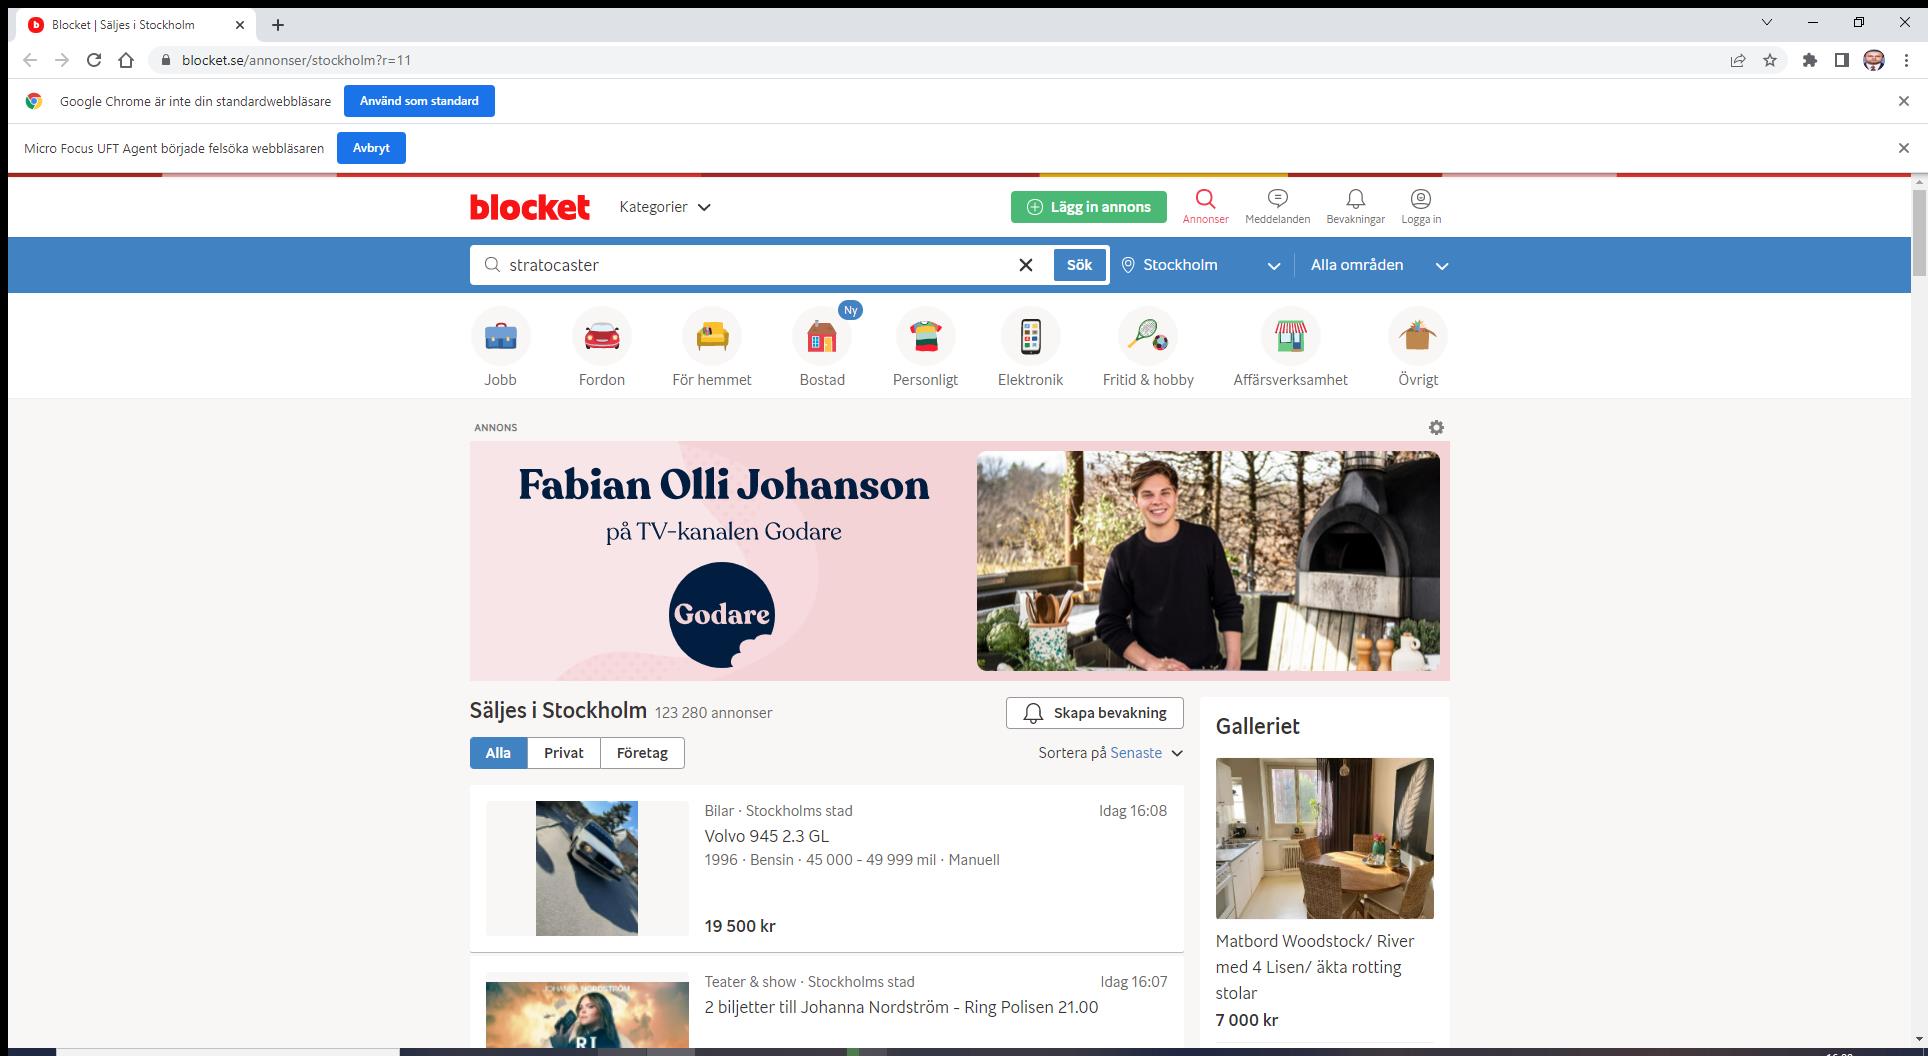 Blocket | Säljes i Stockholm
blocket.se/annonser/stockholm?r=11
Google Chrome är inte din standardwebbläsare
Använd som standard
Micro Focus UFT Agent började felsöka webbläsaren
Avbryt
blocket
Kategorier
Lägg in annons
Annonser
Meddelanden
Bevakningar
Logga in
stratocaster
Sök
Stockholm
Alla områden
Ny
Jobb
Fordon
För hemmet
Bostad
Personligt
Elektronik
Fritid & hobby
Affärsverksamhet
Övrigt
ANNONS
Fabian Olli Johanson
på TV-kanalen Godare
Godare
Säljes i Stockholm 123 280 annonser
Skapa bevakning
Alla
Privat
Företag
Sortera på Senaste
Bilar · Stockholms stad
Idag 16:08
Volvo 945 2.3 GL
1996 · Bensin · 45 000 - 49 999 mil · Manuell
19 500 kr
Teater & show · Stockholms stad
Idag 16:07
2 biljetter till Johanna Nordström - Ring Polisen 21.00
JOHANNA NORDSTRÖM
Galleriet
Matbord Woodstock/ River
med 4 Lisen/ äkta rotting
stolar
7 000 kr